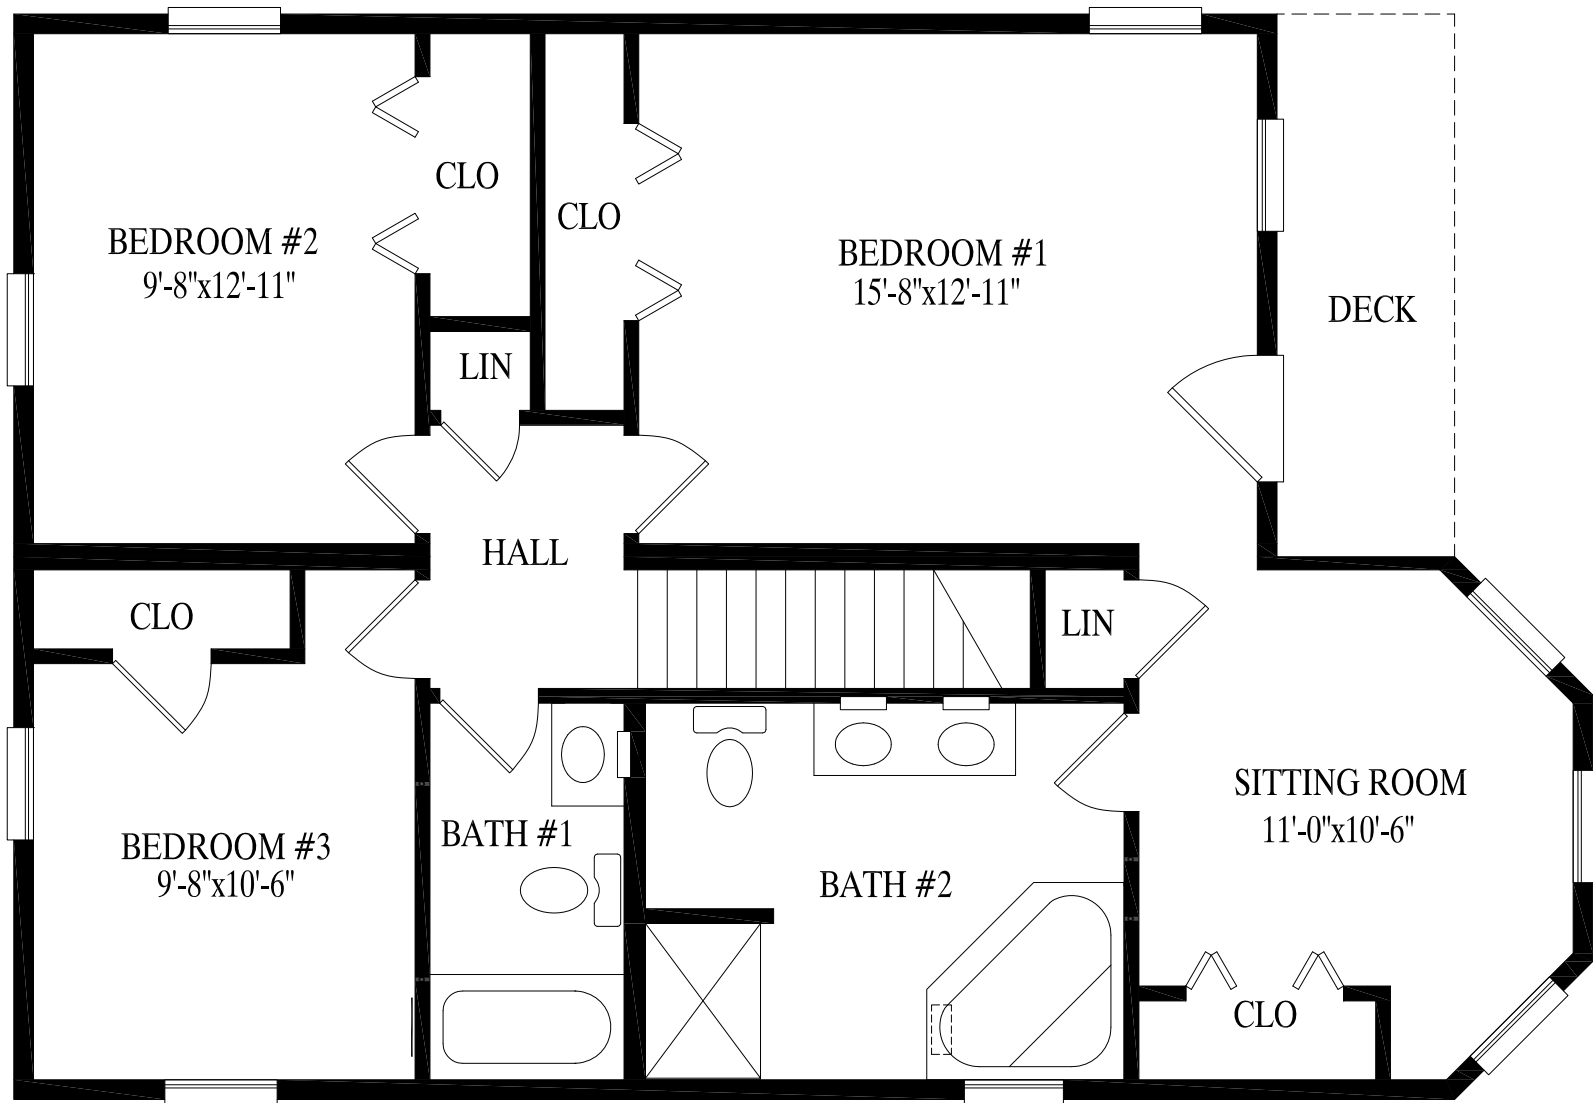 CLO
CLO
BEDROOM #2
9'-8"x12'-11"
BEDROOM #1
15'-8"x12'-11"
DECK
LIN
HALL
CLO
LIN
BEDROOM #3
9'-8"x10'-6"
BATH #1
BATH #2
SITTING ROOM
11'-0"x10'-6"
CLO